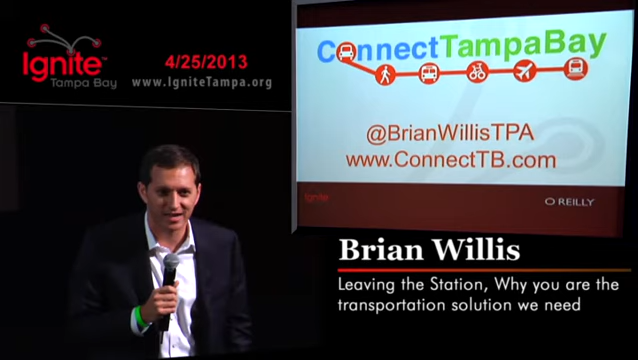 Ignite
Tampa Bay
4/25/2013
www.IgniteTampa.org
ConnectTampaBay
@BrianWillisTPA
www.ConnectTB.com
Ignite
O REILLY
Brian Willis
Leaving the Station, Why you are the
transportation solution we need